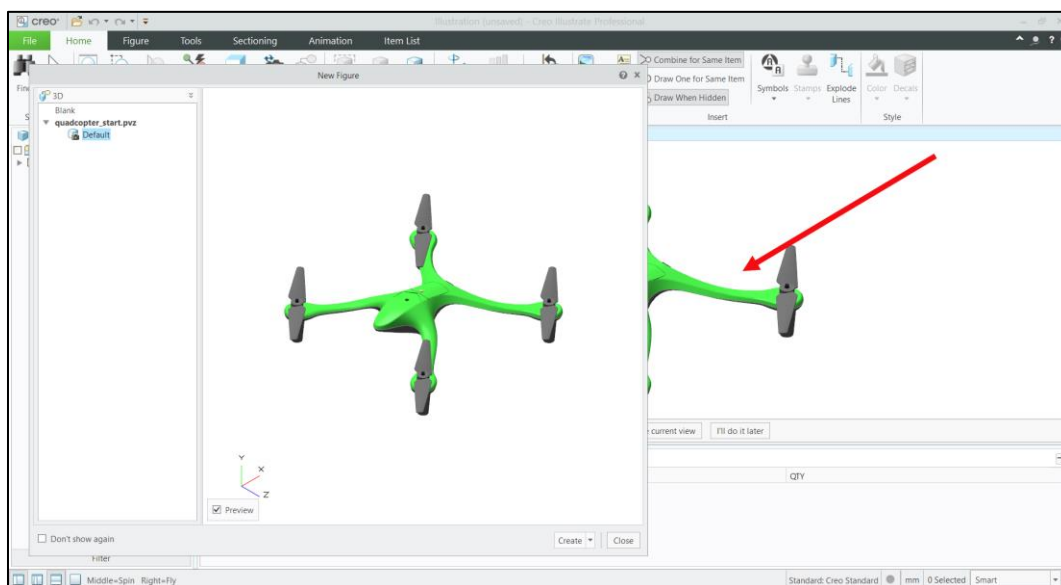 creo
Illustration (unsaved) - Creo Illustrate Professional
File Home Figure Tools Sectioning Animation Item List
New Figure
3D
Blank
quadcopter_start.pvz
Default
Combine for Same Item
Draw One for Same Item
Draw When Hidden
Symbols Stamps Explode Lines Color Decals
Insert Style
Y
X
Z
Preview
current view I'll do it later
QTY
Don't show again Create Close
Filter
Middle=Spin Right=Fly Standard: Creo Standard mm 0 Selected Smart